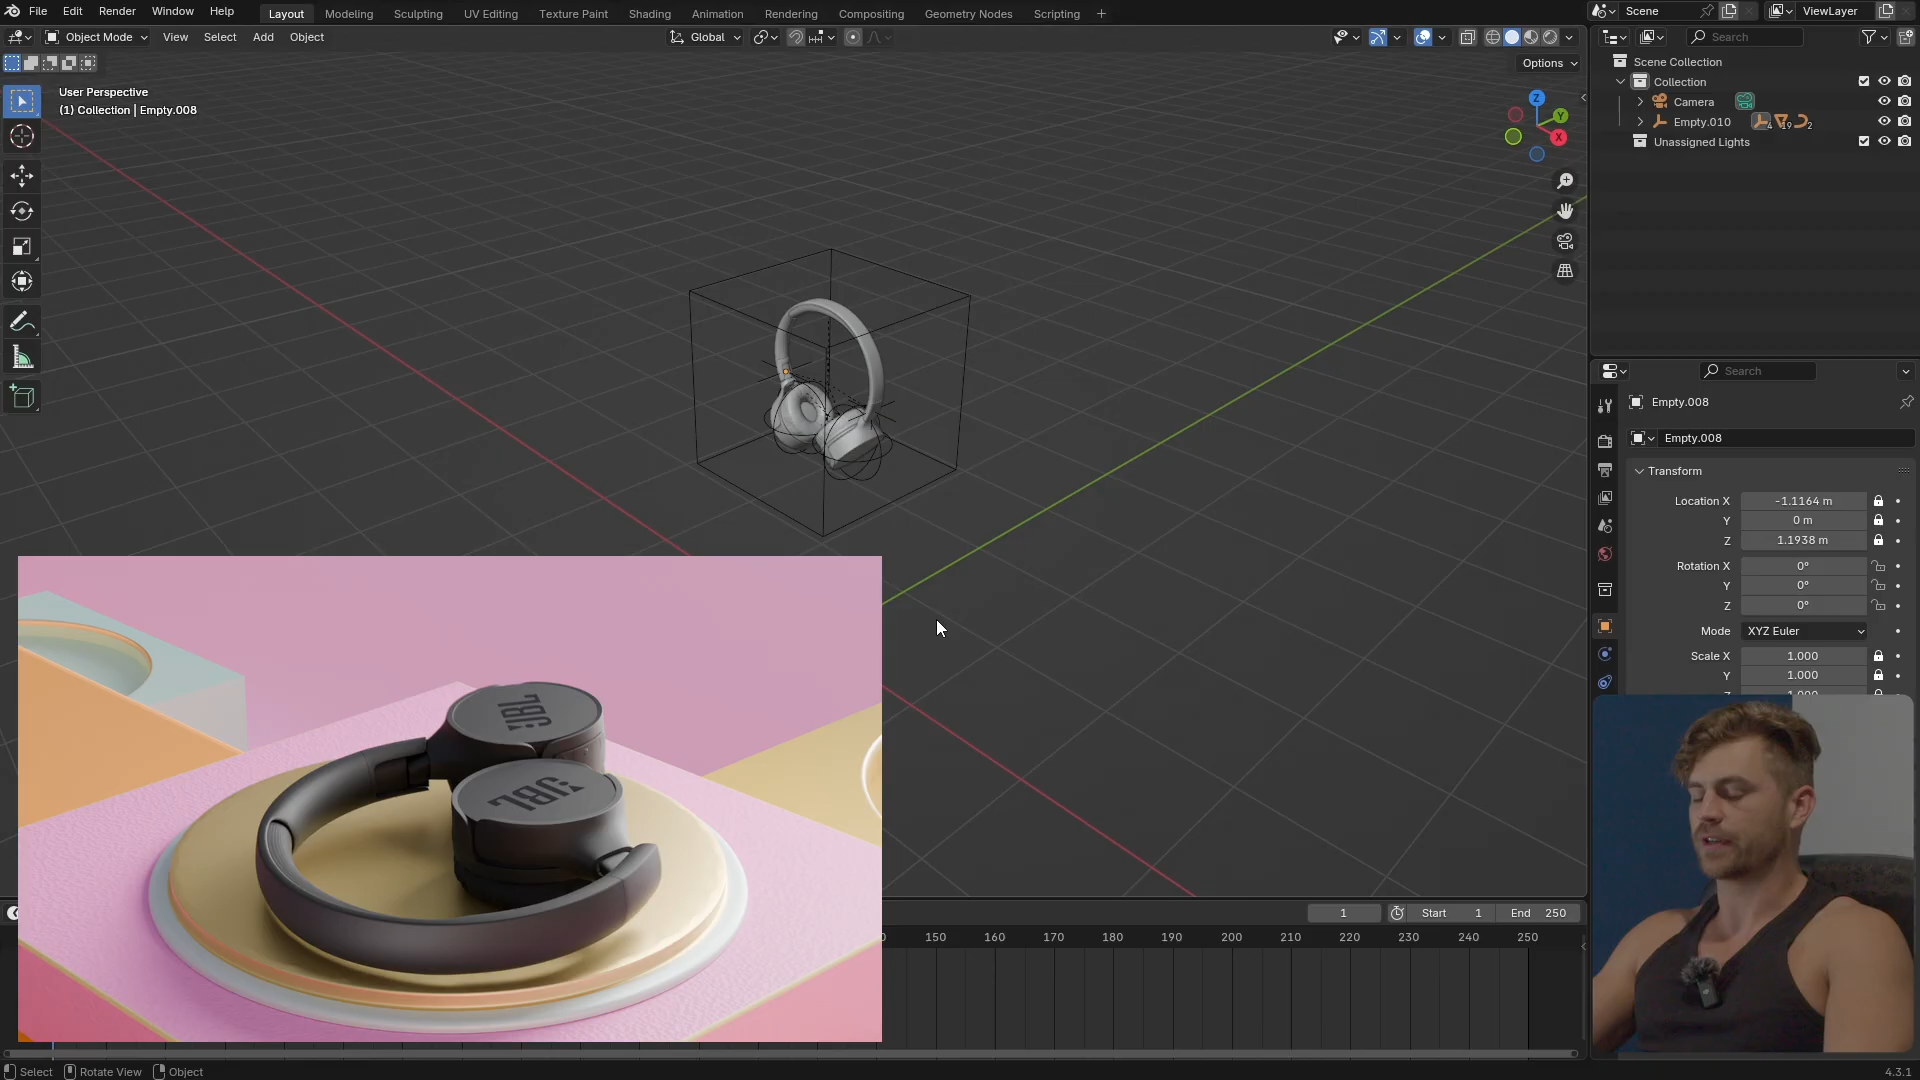 File Edit Render Window Help Layout Modeling Sculpting UV Editing Texture Paint Shading Animation Rendering Compositing Geometry Nodes Scripting + Scene ViewLayer
Object Mode View Select Add Object Global Search
Options
User Perspective
(1) Collection | Empty.008
Z
Y
X
Scene Collection
Collection
Camera
Empty.010 4 19 2
Unassigned Lights
Search
Empty.008
Empty.008
Transform
Location X -1.1164 m
Y 0 m
Z 1.1938 m
Rotation X 0°
Y 0°
Z 0°
Mode XYZ Euler
Scale X 1.000
Y 1.000
JBL
JBL
1 Start 1 End 250
150 160 170 180 190 200 210 220 230 240 250
Select Rotate View Object 4.3.1